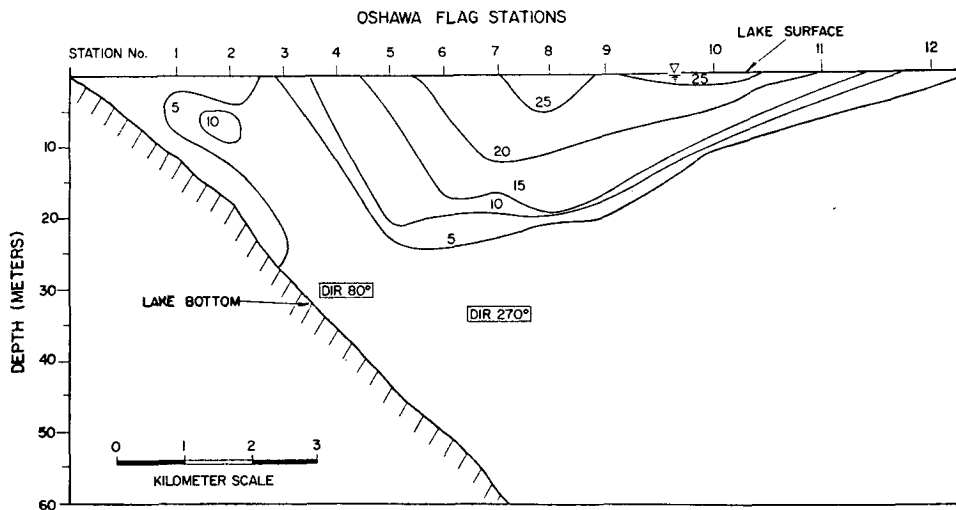 OSHAWA FLAG STATIONS
LAKE SURFACE
STATION No. 1 2 3 4 5 6 7 8 9 10 11 12
25
25
5
10
20
15
10
5
10
20
30
40
50
60
DEPTH (METERS)
DIR 80°
LAKE BOTTOM
DIR 270°
0 1 2 3
KILOMETER SCALE